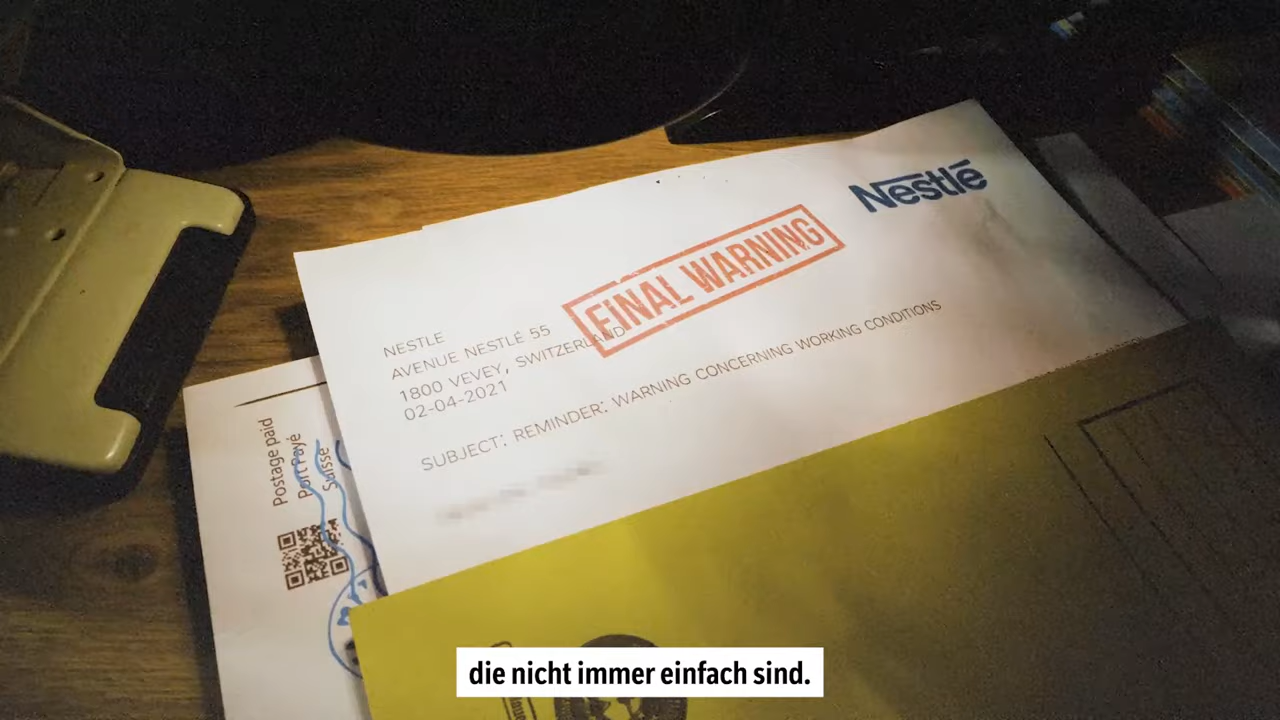 Nestlé
FINAL WARNING
NESTLE
AVENUE NESTLÉ 55
1800 VEVEY, SWITZERLAND
02-04-2021
SUBJECT: REMINDER: WARNING CONCERNING WORKING CONDITIONS
Postage paid
Port Payé
Suisse
die nicht immer einfach sind.